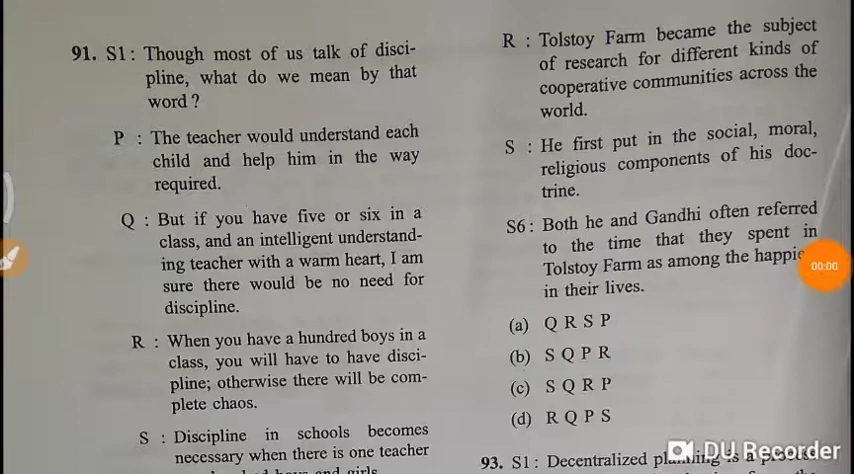 91. S1: Though most of us talk of disci-
pline, what do we mean by that
word?
P : The teacher would understand each
child and help him in the way
required.
Q : But if you have five or six in a
class, and an intelligent understand-
ing teacher with a warm heart, I am
sure there would be no need for
discipline.
R : When you have a hundred boys in a
class, you will have to have disci-
pline; otherwise there will be com-
plete chaos.
S : Discipline in schools becomes
necessary when there is one teacher
and girls
R : Tolstoy Farm became the subject
of research for different kinds of
cooperative communities across the
world.
S : He first put in the social, moral,
religious components of his doc-
trine.
S6: Both he and Gandhi often referred
to the time that they spent in
Tolstoy Farm as among the
in their lives.
(a) Q R S P
(b) S Q P R
(c) S Q R P
(d) R Q P S
93. S1: Decentralized planning is a
00:00
DU Recorder